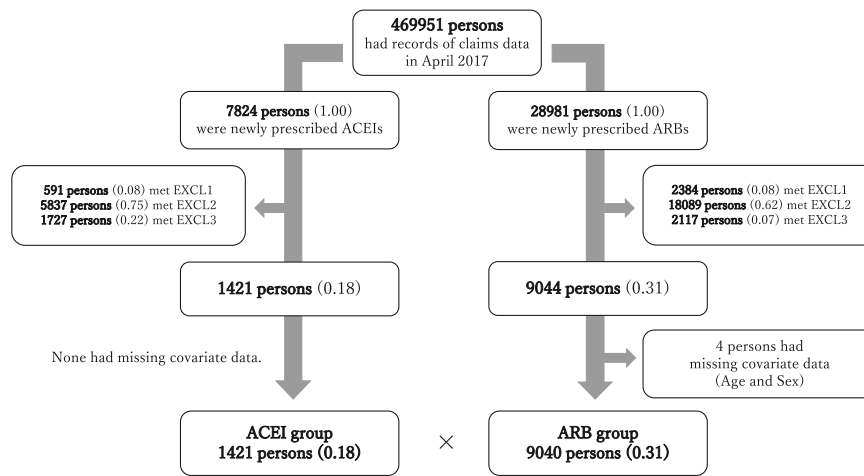 469951 persons
had records of claims data
in April 2017
7824 persons (1.00)
were newly prescribed ACEIs
28981 persons (1.00)
were newly prescribed ARBs
591 persons (0.08) met EXCL1
5837 persons (0.75) met EXCL2
1727 persons (0.22) met EXCL3
2384 persons (0.08) met EXCL1
18089 persons (0.62) met EXCL2
2117 persons (0.07) met EXCL3
1421 persons (0.18)
9044 persons (0.31)
None had missing covariate data.
4 persons had
missing covariate data
(Age and Sex)
ACEI group
1421 persons (0.18)
×
ARB group
9040 persons (0.31)